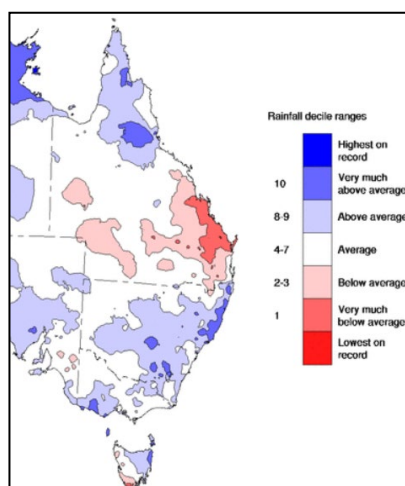 Rainfall decile ranges
Highest on
record
10
Very much
above average
8-9
Above average
4-7
Average
2-3
Below average
1
Very much
below average
Lowest on
record